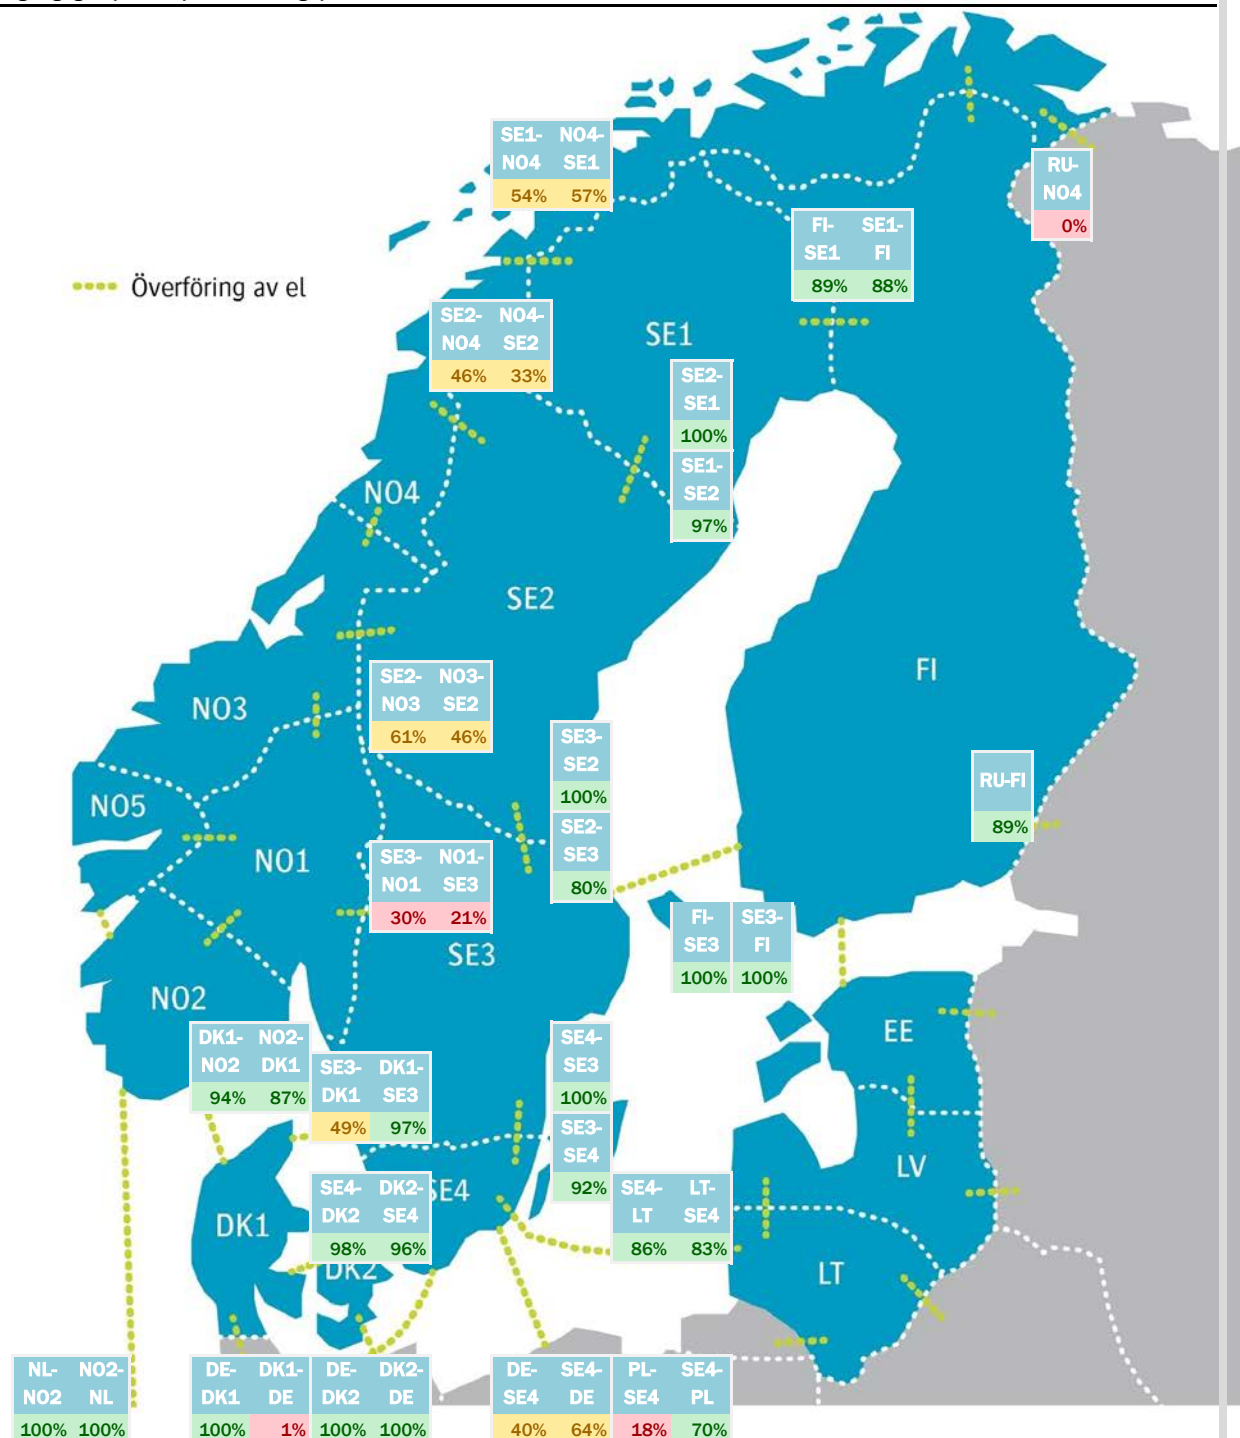 SE1- NO4-
NO4 SE1
54% 57%
RU-
NO4
0%
FI- SE1-
SE1 FI
89% 88%
Överföring av el
SE2- NO4-
NO4 SE2
46% 33%
SE1
SE2-
SE1
100%
SE1-
SE2
97%
NO4
SE2
FI
SE2- NO3-
NO3 SE2
61% 46%
NO3
SE3-
SE2
100%
SE2-
SE3
80%
RU-FI
89%
NO5
NO1
SE3- NO1-
NO1 SE3
30% 21%
SE3
FI- SE3-
SE3 FI
100% 100%
NO2
EE
DK1- NO2-
NO2 DK1
94% 87%
SE3- DK1-
DK1 SE3
49% 97%
SE4-
SE3
100%
SE3-
SE4
92%
LV
SE4- DK2-
DK2 SE4
98% 96%
SE4
SE4- LT-
LT SE4
86% 83%
DK1
DK2
LT
NL- NO2-
NO2 NL
100% 100%
DE- DK1- DE- DK2-
DK1 DE DK2 DE
100% 1% 100% 100%
DE- SE4- PL- SE4-
SE4 DE SE4 PL
40% 64% 18% 70%